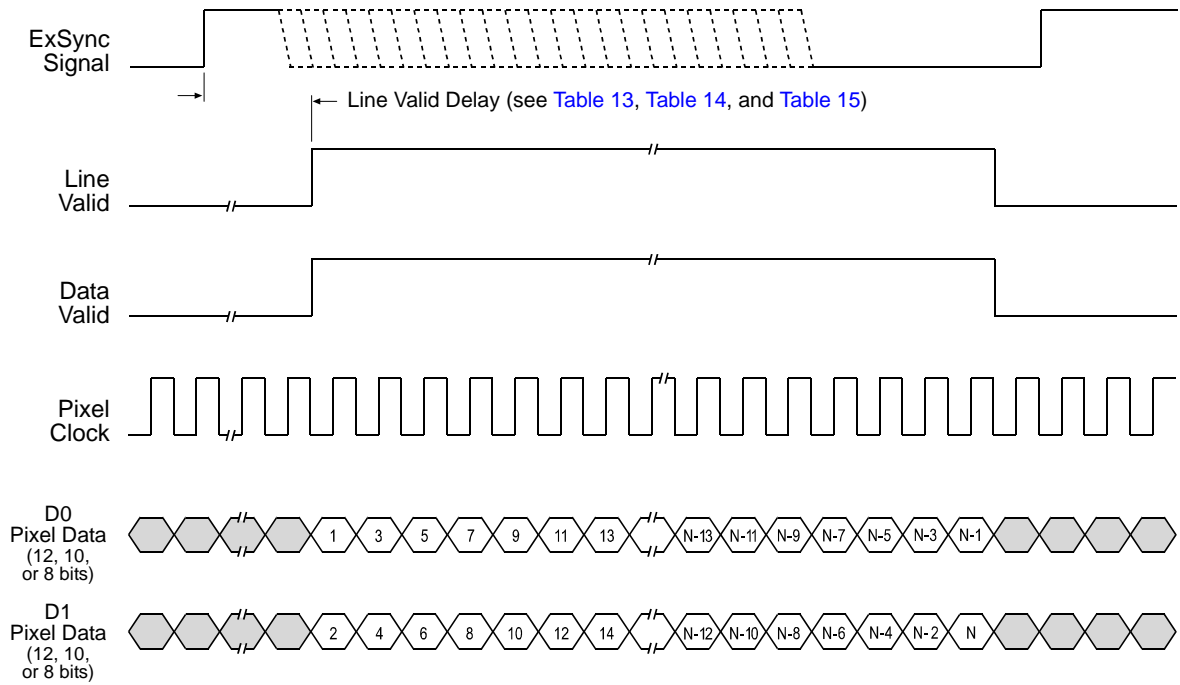 ExSync
Signal
Line Valid Delay (see Table 13, Table 14, and Table 15)
Line
Valid
Data
Valid
Pixel
Clock
D0
Pixel Data
(12, 10,
or 8 bits)
1 3 5 7 9 11 13 N-13 N-11 N-9 N-7 N-5 N-3 N-1
D1
Pixel Data
(12, 10,
or 8 bits)
2 4 6 8 10 12 14 N-12 N-10 N-8 N-6 N-4 N-2 N